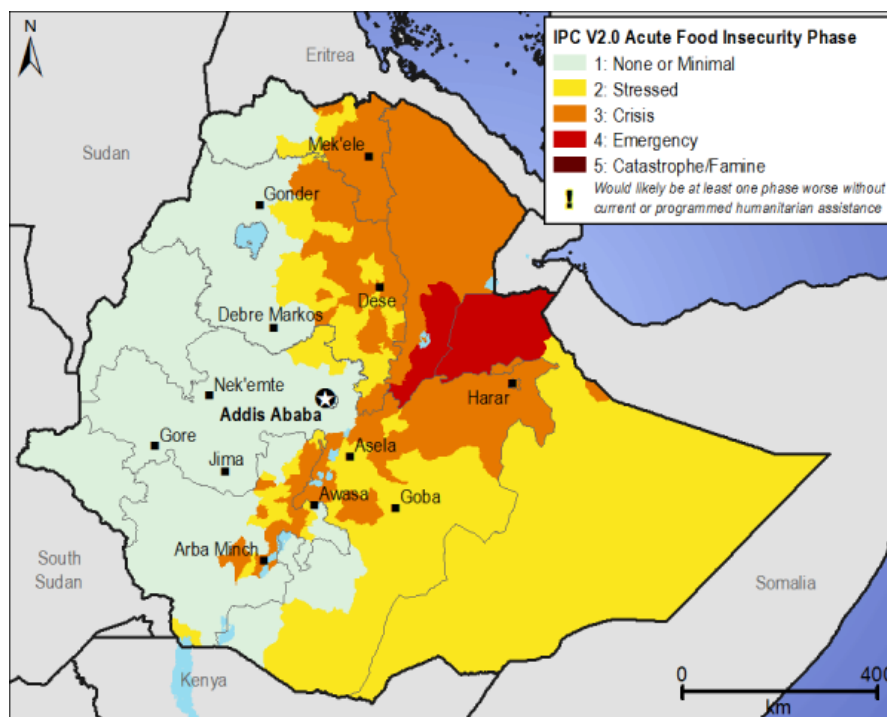 N
Eritrea
Sudan
Mek'ele
Gonder
Dese
Debre Markos
Nek'emte
Addis Ababa
Harar
Gore
Jima
Asela
Awasa
Goba
Arba Minch
South
Sudan
Somalia
Kenya
0
400
km
IPC V2.0 Acute Food Insecurity Phase
1: None or Minimal
2: Stressed
3: Crisis
4: Emergency
5: Catastrophe/Famine
! Would likely be at least one phase worse without
current or programmed humanitarian assistance